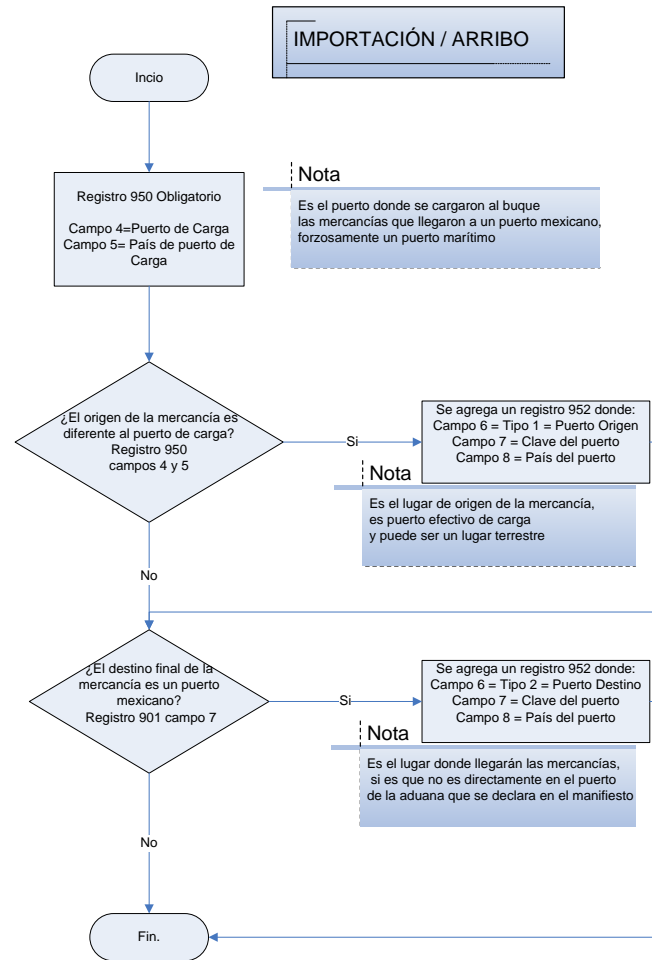 IMPORTACIÓN / ARRIBO
Incio
Registro 950 Obligatorio
Campo 4=Puerto de Carga
Campo 5= País de puerto de
Carga
Nota
Es el puerto donde se cargaron al buque
las mercancías que llegaron a un puerto mexicano,
forzosamente un puerto marítimo
¿El origen de la mercancía es
diferente al puerto de carga?
Registro 950
campos 4 y 5
Si
Se agrega un registro 952 donde:
Campo 6 = Tipo 1 = Puerto Origen
Campo 7 = Clave del puerto
Campo 8 = País del puerto
Nota
Es el lugar de origen de la mercancía,
es puerto efectivo de carga
y puede ser un lugar terrestre
No
¿El destino final de la
mercancía es un puerto
mexicano?
Registro 901 campo 7
Si
Se agrega un registro 952 donde:
Campo 6 = Tipo 2 = Puerto Destino
Campo 7 = Clave del puerto
Campo 8 = País del puerto
Nota
Es el lugar donde llegarán las mercancías,
si es que no es directamente en el puerto
de la aduana que se declara en el manifiesto
No
Fin.